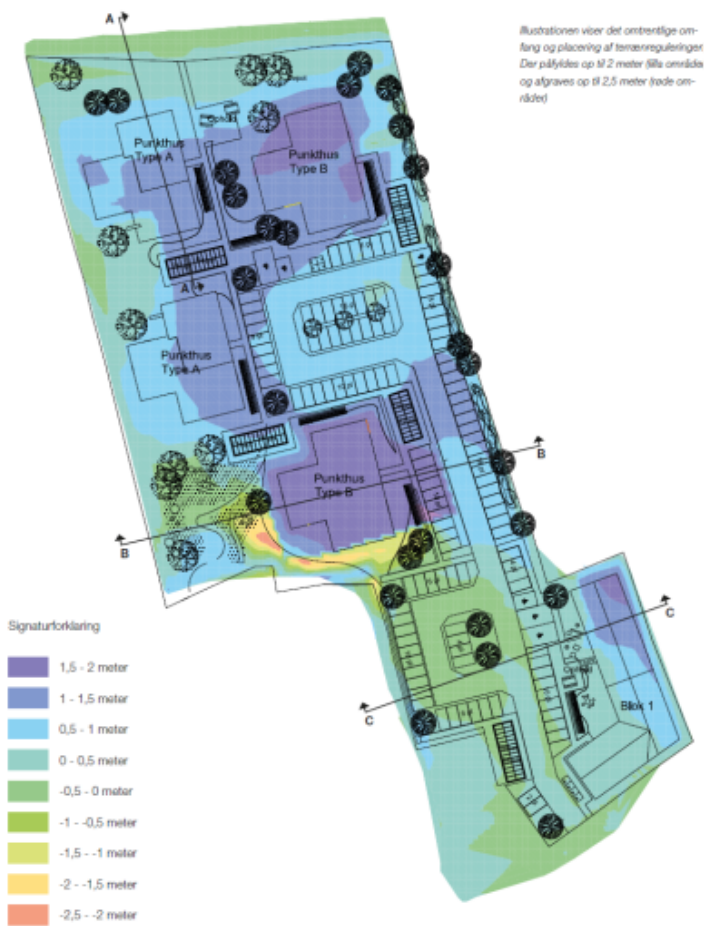 Illustrationen viser det omtrentlige om-
fang og placering af terrænreguleringer.
Der påfyldes op til 2 meter (lilla områder
og afgraves op til 2,5 meter (røde om-
råder)
A
Punkthus
Type A
Punkthus
Type B
A
Punkthus
Type A
B
Punkthus
Type B
B
C
C
Blok 1
Signaturforklaring
1,5 - 2 meter
1 - 1,5 meter
0,5 - 1 meter
0 - 0,5 meter
-0,5 - 0 meter
-1 - -0,5 meter
-1,5 - -1 meter
-2 - -1,5 meter
-2,5 - -2 meter